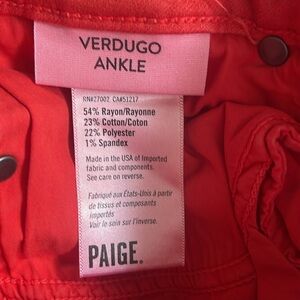 VERDUGO
ANKLE
RN#27002 CA#51217
54% Rayon/Rayonne
23% Cotton/Coton
22% Polyester
1% Spandex
Made in the USA of Imported
fabric and components.
See care on reverse.
Fabriqué aux États-Unis à partir
de tissus et composants
importés
Voir le soin sur l'inverse.
PAIGE.